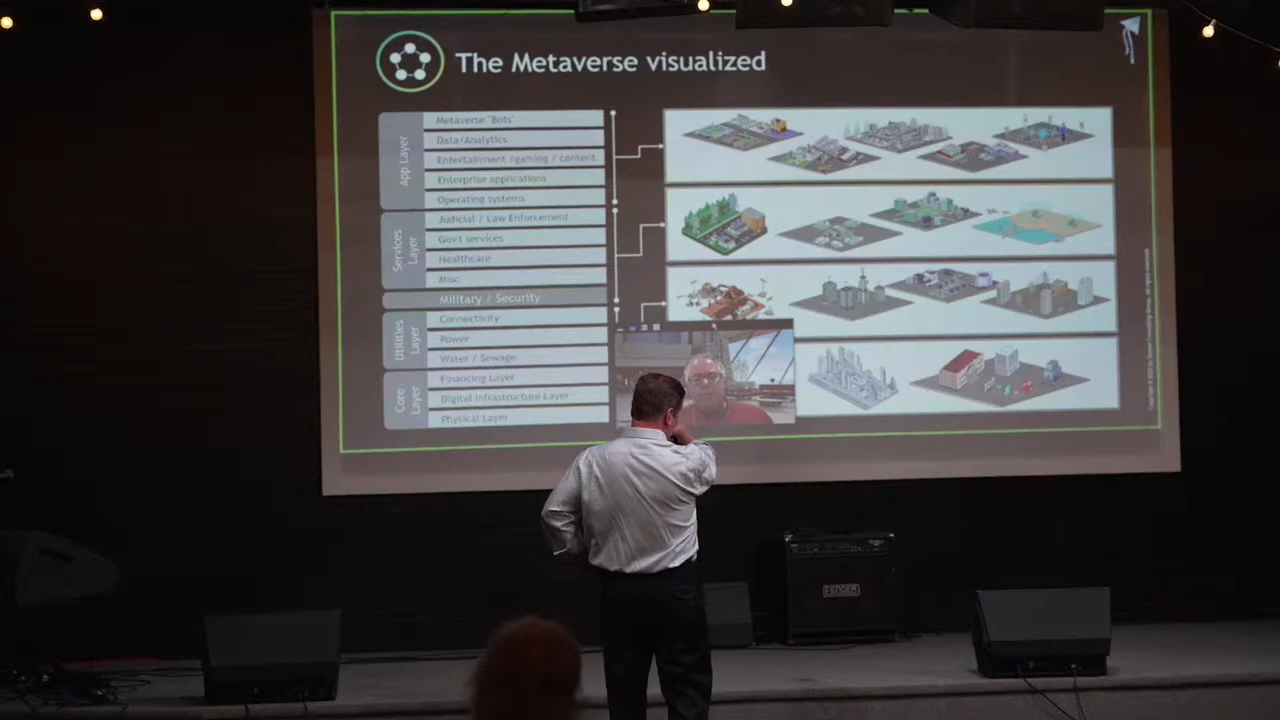 The Metaverse visualized
App Layer
Metaverse "Bots"
Data/Analytics
Entertainment /gaming / content
Enterprise applications
Operating systems
Services
Layer
Judicial / Law Enforcement
Gov't services
Healthcare
Misc
Military / Security
Utilities
Layer
Connectivity
Power
Water / Sewage
Core
Layer
Financing Layer
Digital Infrastructure Layer
Physical Layer
FENDER